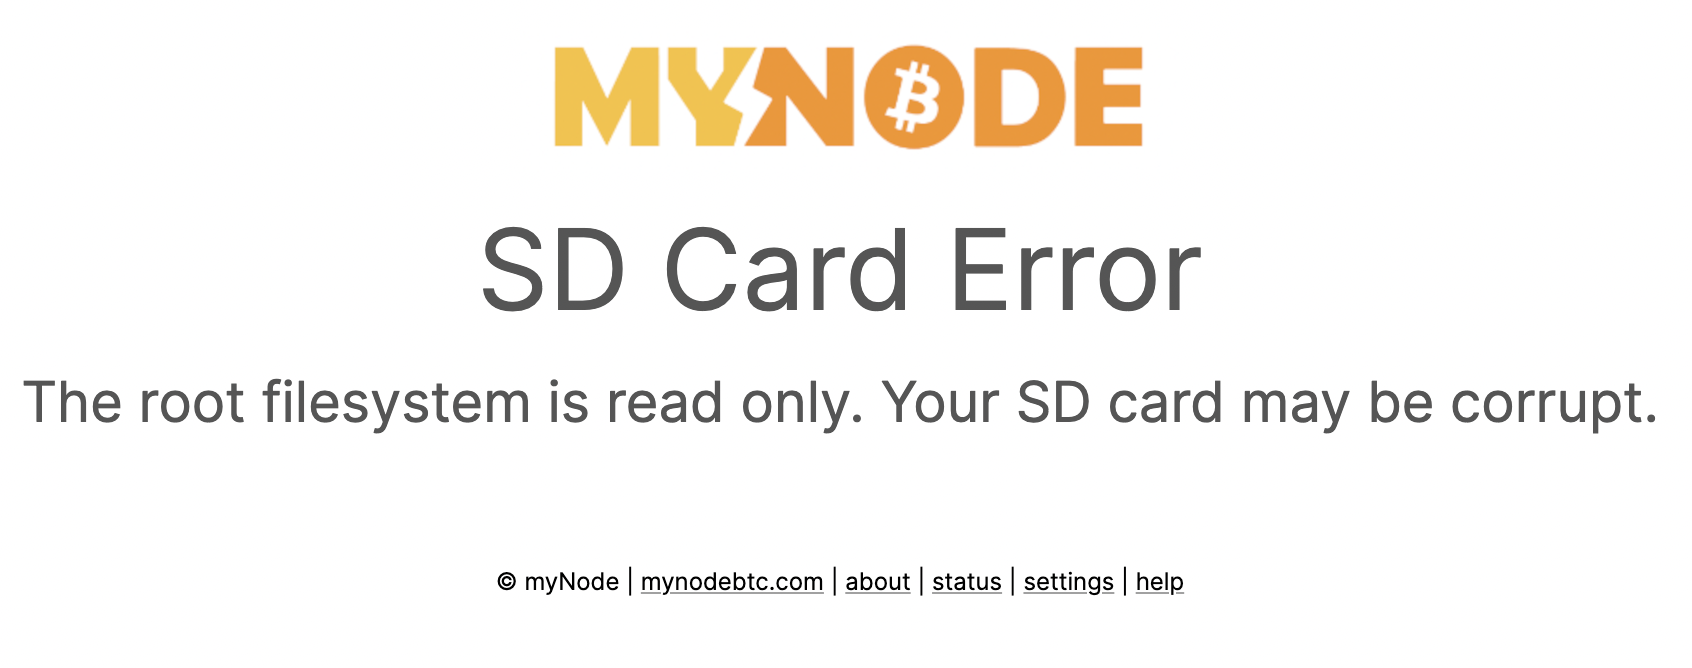 MYNODE
SD Card Error
The root filesystem is read only. Your SD card may be corrupt.
© myNode | mynodebtc.com | about | status | settings | help